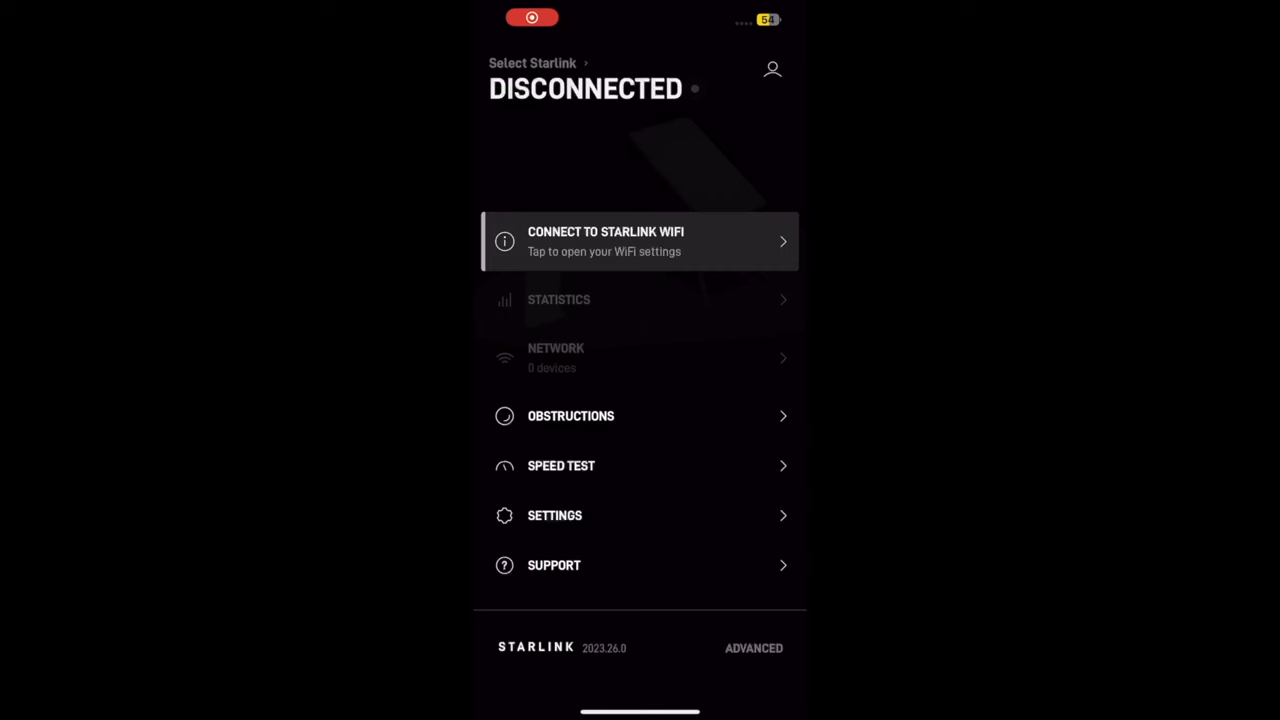 54
Select Starlink
DISCONNECTED
CONNECT TO STARLINK WIFI
Tap to open your WiFi settings
STATISTICS
NETWORK
0 devices
OBSTRUCTIONS
SPEED TEST
SETTINGS
SUPPORT
STARLINK 2023.26.0 ADVANCED